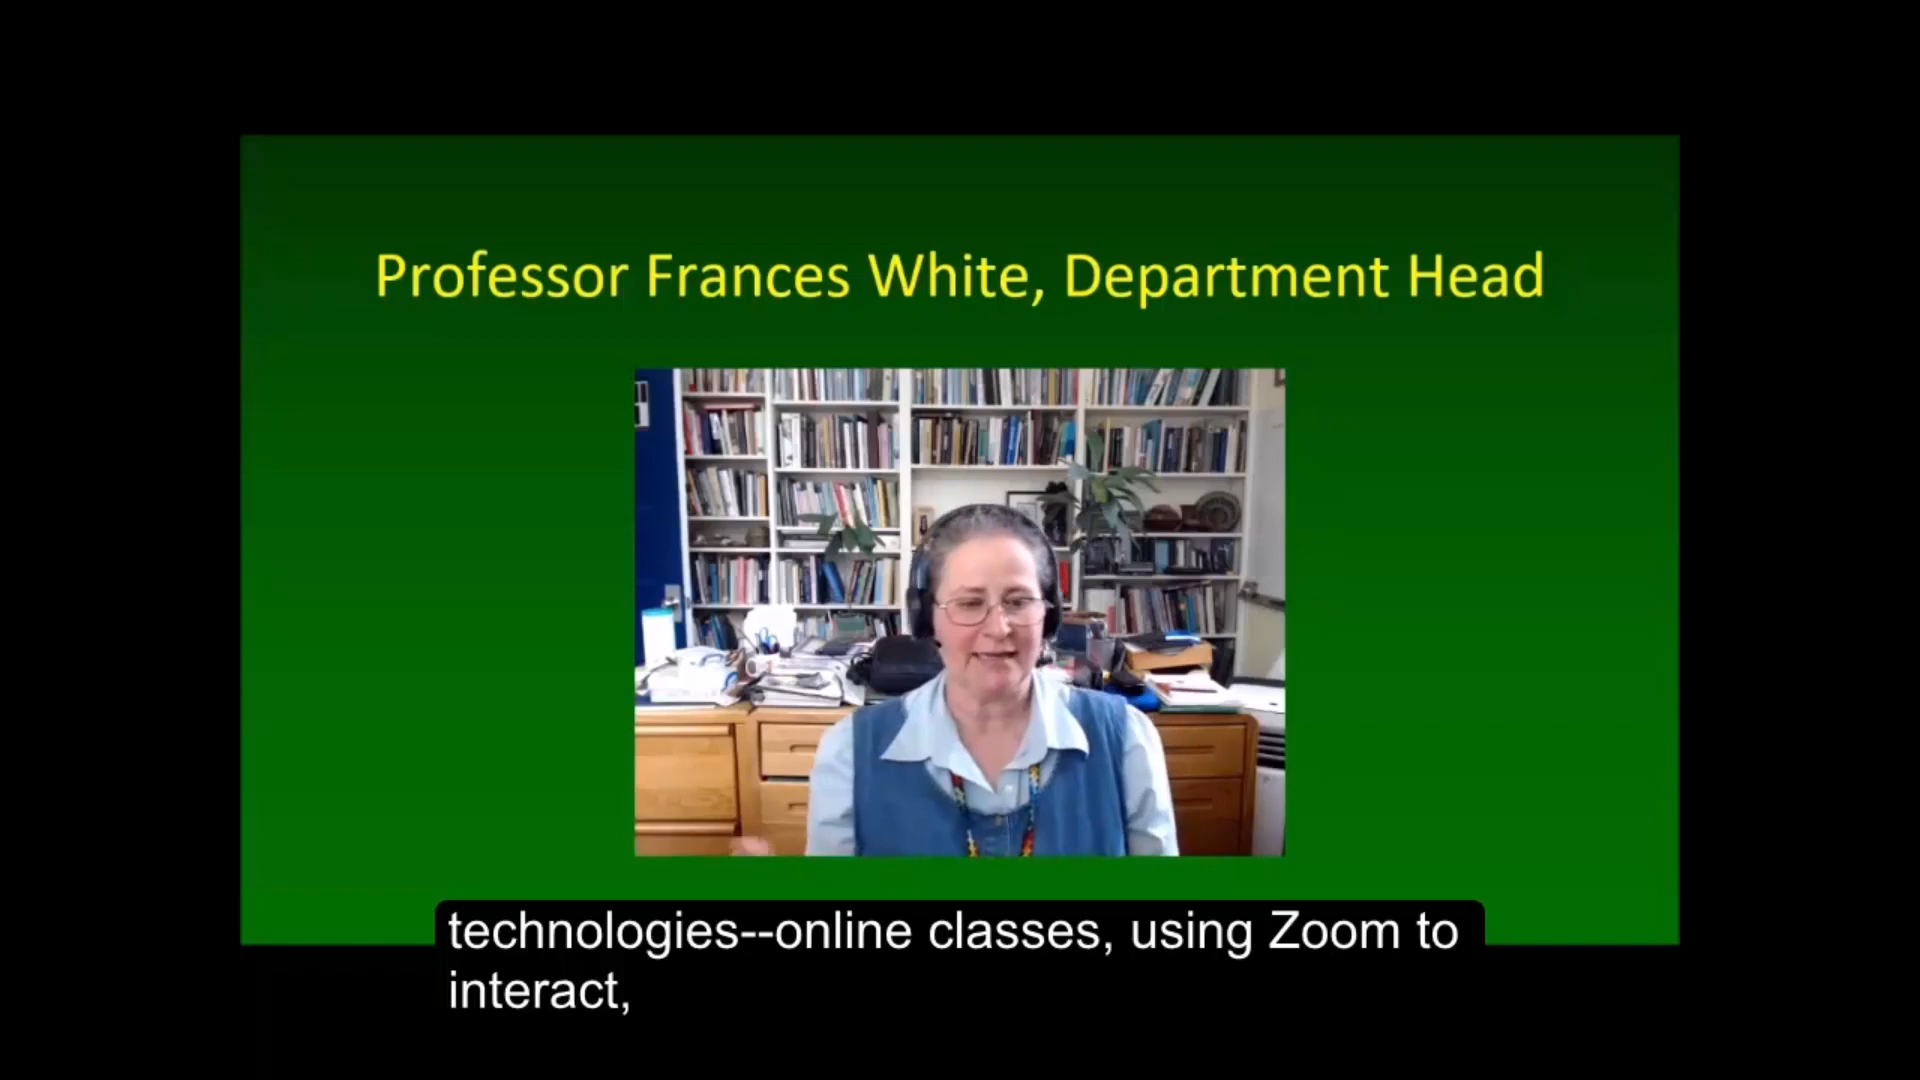 Professor Frances White, Department Head
technologies--online classes, using Zoom to
interact,